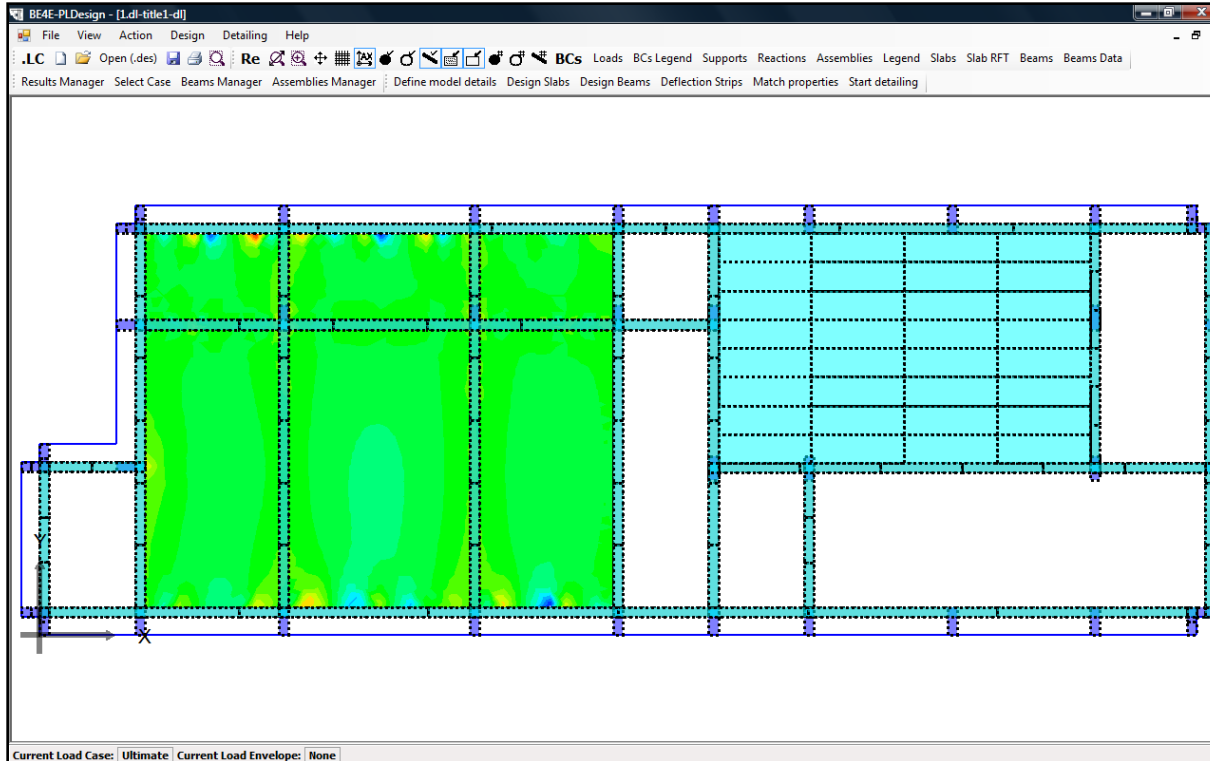 BE4E-PLDesign - [1.dl-title1-dl]
File View Action Design Detailing Help
.LC Open (.des) Re BCs Loads BCs Legend Supports Reactions Assemblies Legend Slabs Slab RFT Beams Beams Data
Results Manager Select Case Beams Manager Assemblies Manager Define model details Design Slabs Design Beams Deflection Strips Match properties Start detailing
Y
X
Current Load Case: Ultimate Current Load Envelope: None